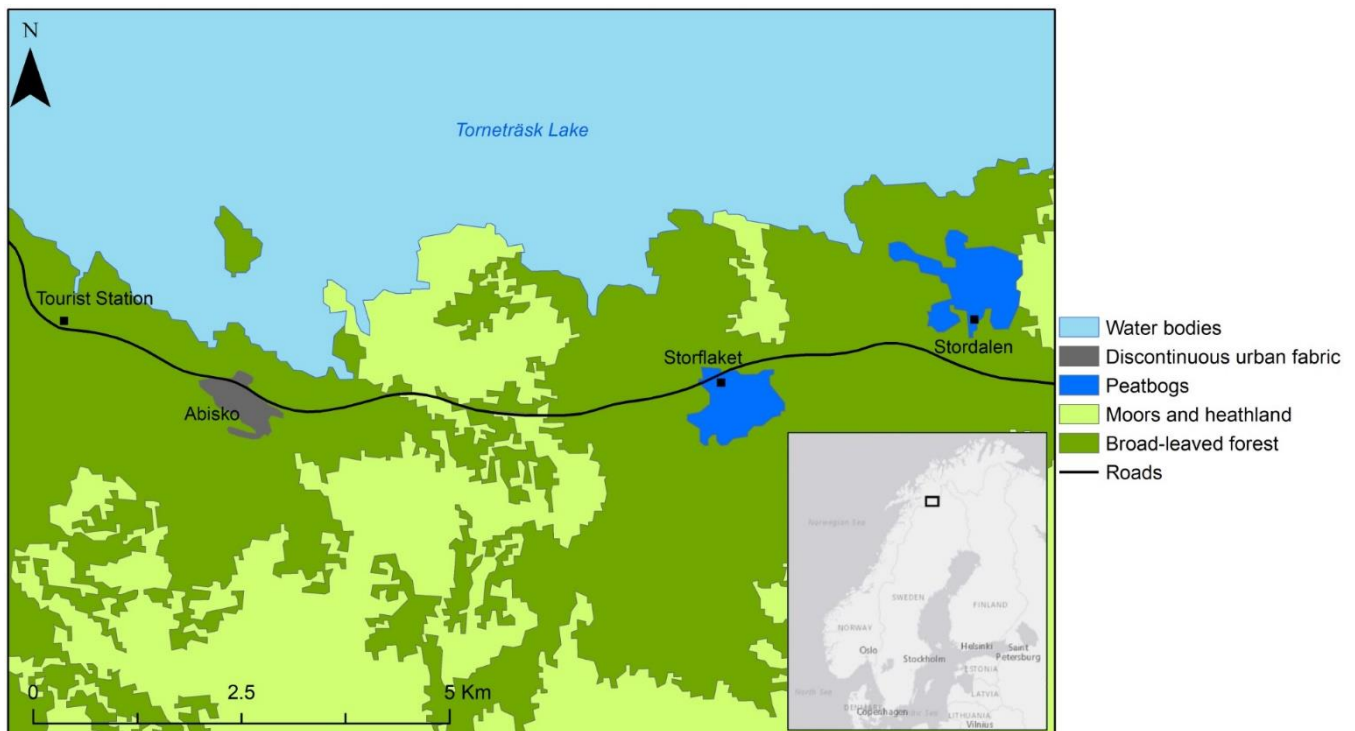 N
Torneträsk Lake
Tourist Station
Abisko
Storflaket
Stordalen
Water bodies
Discontinuous urban fabric
Peatbogs
Moors and heathland
Broad-leaved forest
Roads
0 2.5 5 Km
Norwegian Sea
SWEDEN
FINLAND
NORWAY
Oslo
Stockholm
Helsinki
Saint
Petersburg
ESTONIA
North Sea
LATVIA
Copenhagen
LITHUANIA
Vilnius